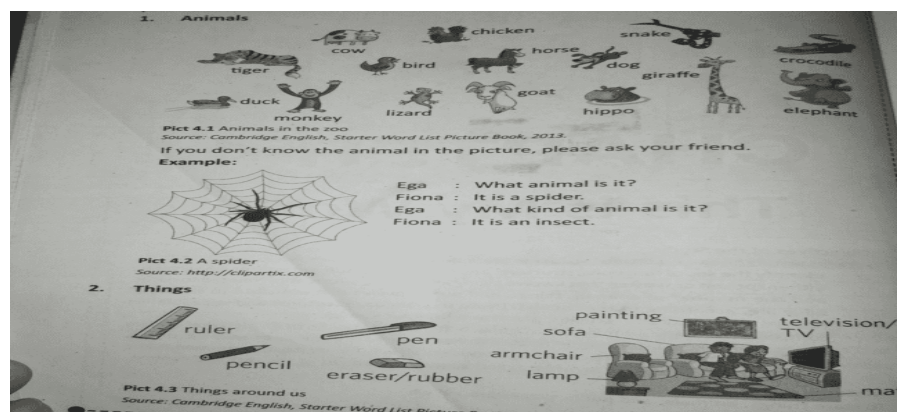 1. Animals
cow
chicken
snake
tiger
bird
horse
dog
giraffe
crocodile
duck
monkey
lizard
goat
hippo
elephant
Pict 4.1 Animals in the zoo
Source: Cambridge English, Starter Word List Picture Book, 2013.
If you don't know the animal in the picture, please ask your friend.
Example:
Ega : What animal is it?
Fiona : It is a spider.
Ega : What kind of animal is it?
Fiona : It is an insect.
Pict 4.2 A spider
Source: http://clipartix.com
2. Things
ruler
pen
pencil
eraser/rubber
painting
television/
TV
sofa
armchair
lamp
Pict 4.3 Things around us
Source: Cambridge English, Starter Word List Picture